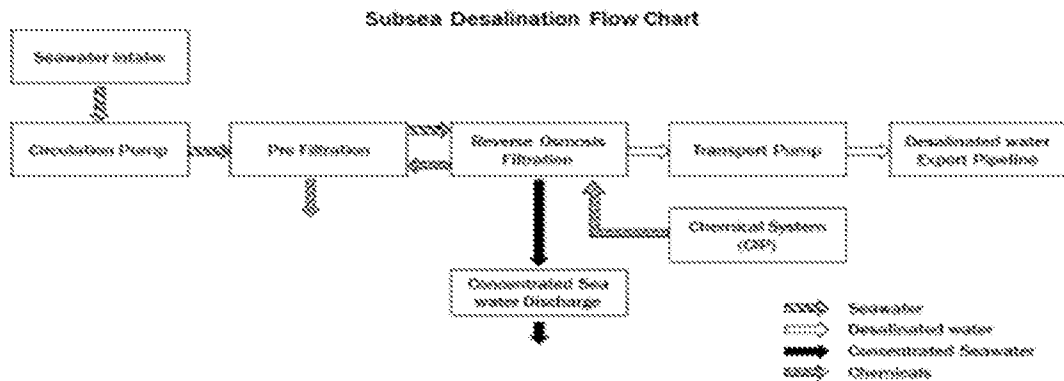 Subsea Desalination Flow Chart
Seawater Intake
Circulation Pump
Pre Filtration
Reverse Osmosis
Filtration
Transport Pump
Desalinated water
Export Pipeline
Chemical System
(CIP)
Concentrated Sea
water Discharge
Seawater
Desalinated water
Concentrated Seawater
Chemicals